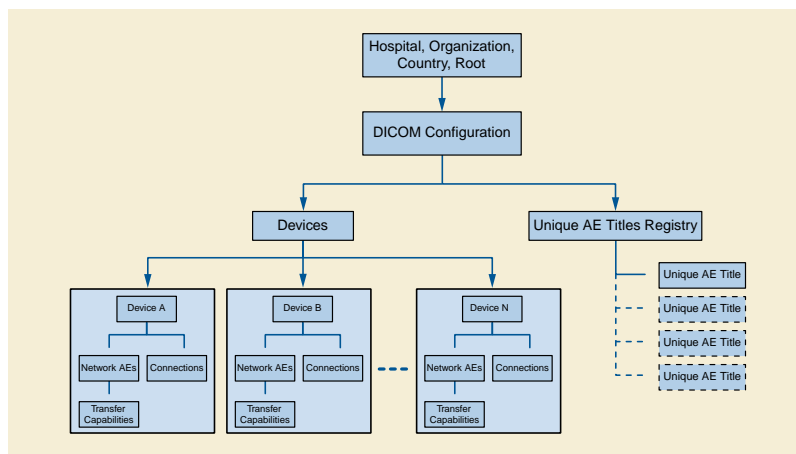 Hospital, Organization,
Country, Root
DICOM Configuration
Devices
Unique AE Titles Registry
Unique AE Title
Unique AE Title
Unique AE Title
Unique AE Title
Device A
Network AEs
Connections
Transfer
Capabilities
Device B
Network AEs
Connections
Transfer
Capabilities
Device N
Network AEs
Connections
Transfer
Capabilities